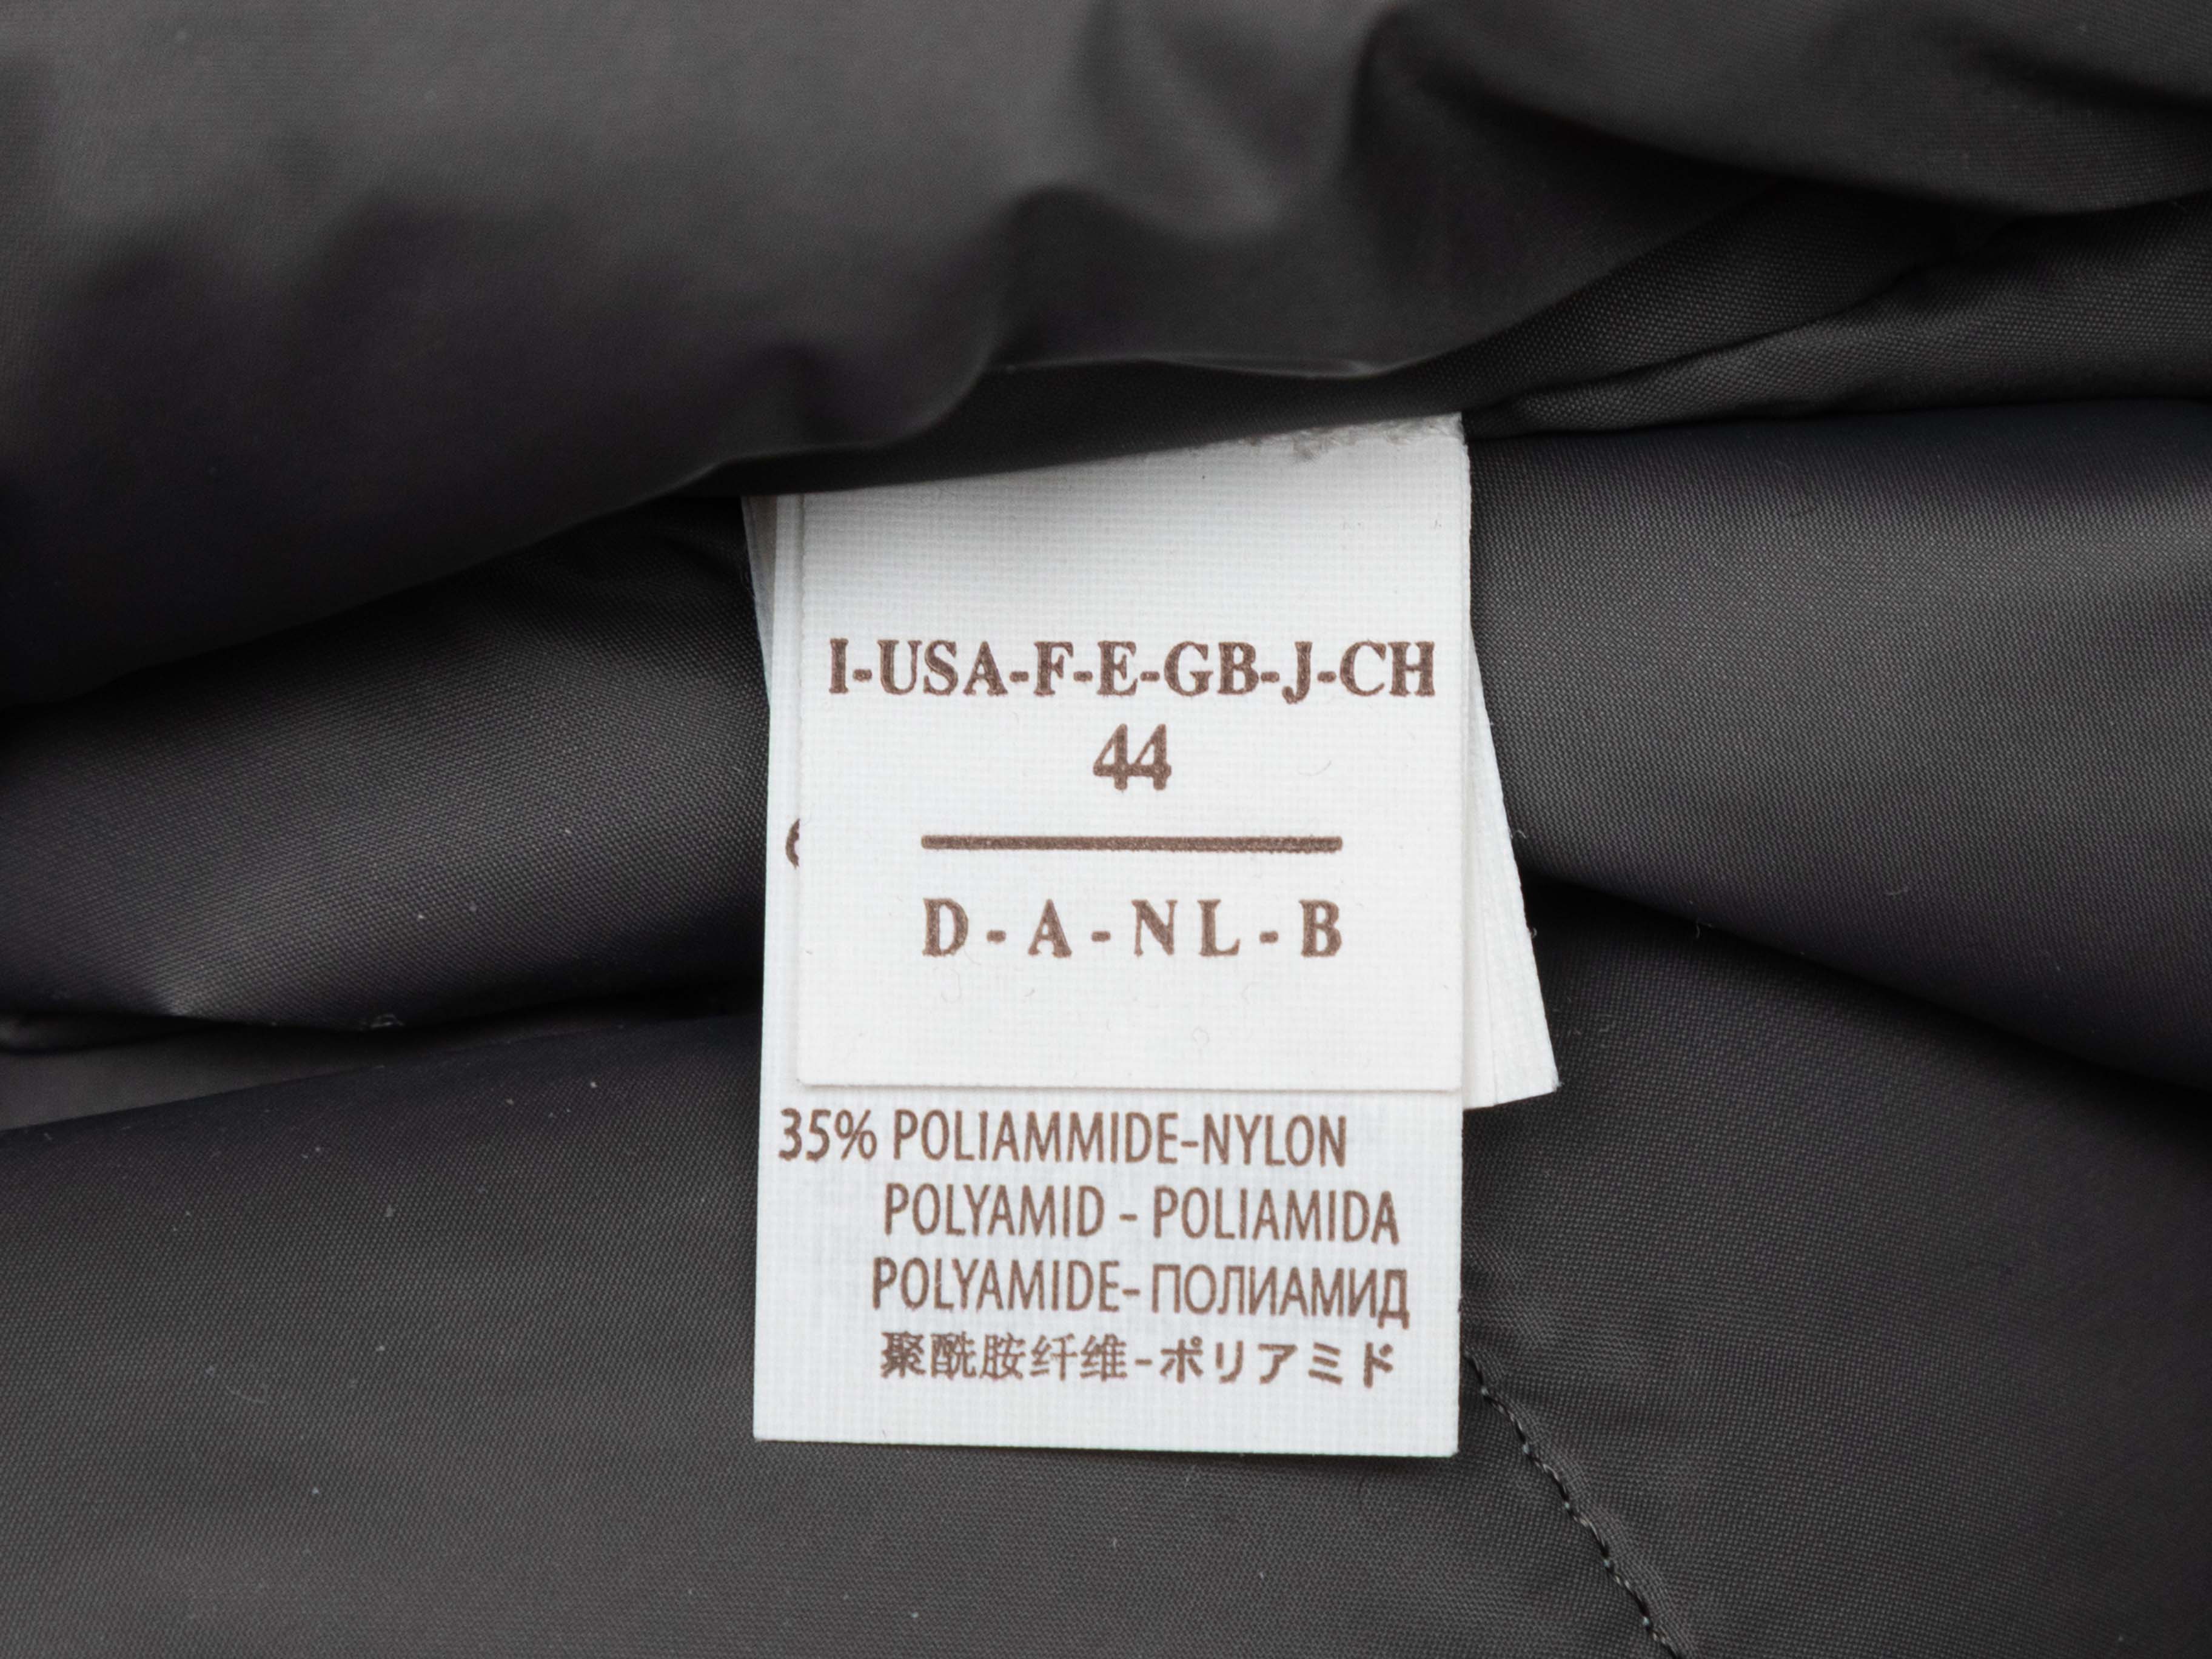 I-USA-F-E-GB-J-CH
44
D - A - NL - B
35% POLIAMMIDE-NYLON
POLYAMID - POLIAMIDA
POLYAMIDE-ПОЛИАМИД
聚酰胺纤维-ポリアミド